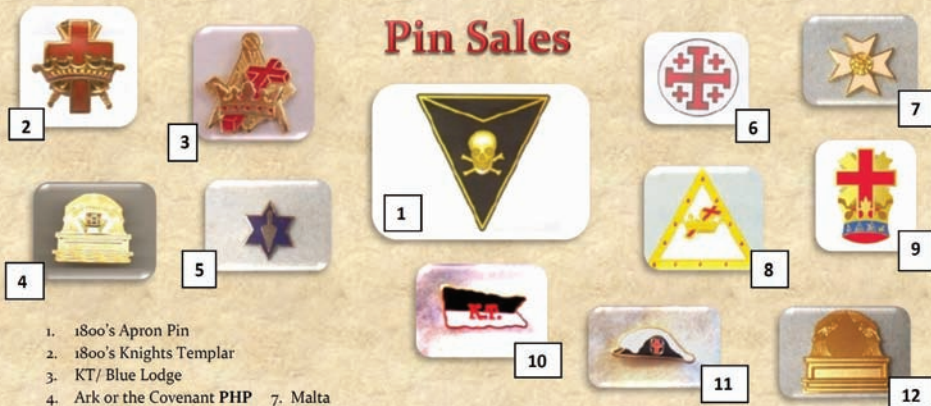 Pin Sales
2
3
1
6
7
4
5
8
9
K.T.
10
11
12
1. 1800's Apron Pin
2. 1800's Knights Templar
3. KT/ Blue Lodge
4. Ark or the Covenant PHP 7. Malta